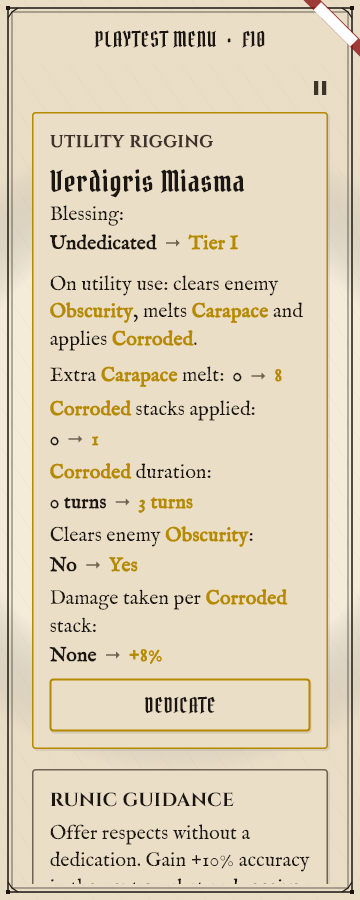 PLAYTEST MENU · F10
UTILITY RIGGING
Verdigris Miasma
Blessing:
Undedicated → Tier I
On utility use: clears enemy
Obscurity, melts Carapace and
applies Corroded.
Extra Carapace melt: 0 → 8
Corroded stacks applied:
0 → 1
Corroded duration:
0 turns → 3 turns
Clears enemy Obscurity:
No → Yes
Damage taken per Corroded
stack:
None → +8%
DEDICATE
RUNIC GUIDANCE
Offer respects without a
dedication. Gain +10% accuracy